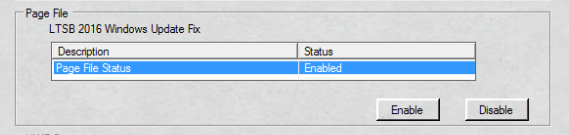 Page File
LTSB 2016 Windows Update Fix
Description Status
Page File Status Enabled
Enable Disable